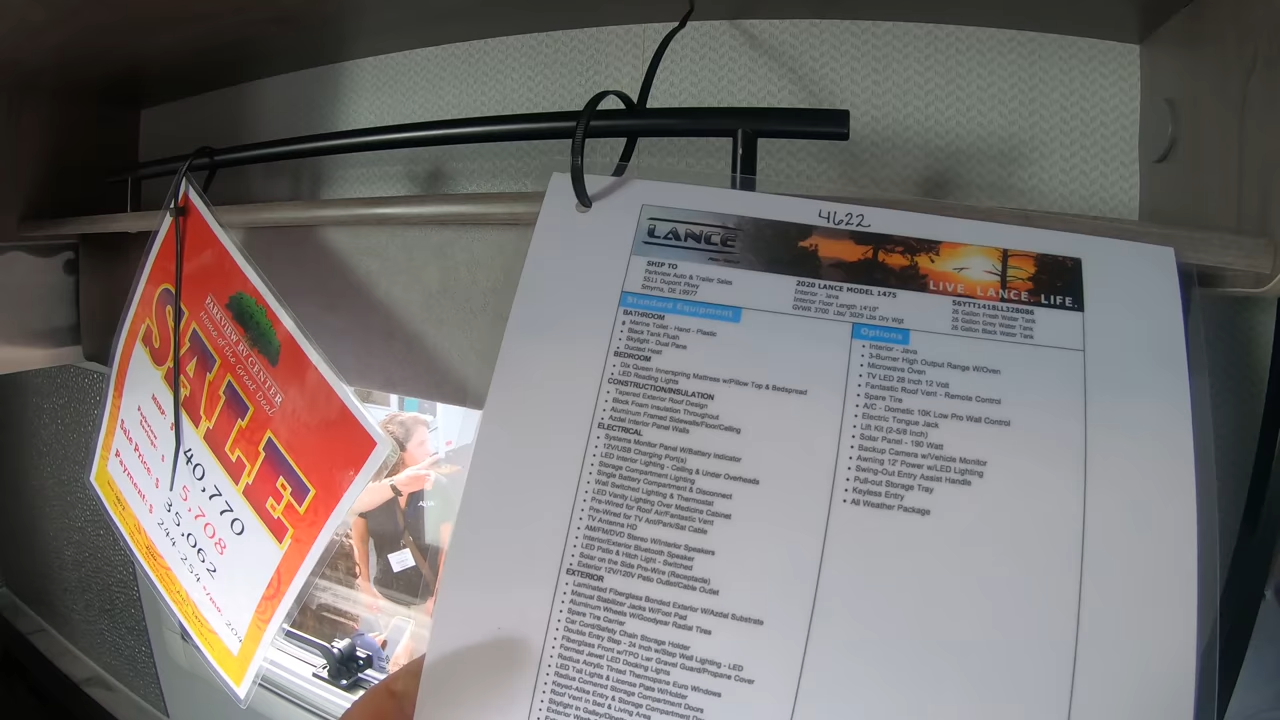 4622
LANCE
LIVE. LANCE. LIFE.
SHIP TO
Parkview Auto & Trailer Sales
5511 Dupont Pkwy
Smyrna, DE 19977
2020 LANCE MODEL 1475
Interior - Java
Interior Floor Length 14'10"
GVWR 3700 Lbs/ 3029 Lbs Dry Wgt
56YTT1418LL328086
26 Gallon Fresh Water Tank
26 Gallon Grey Water Tank
26 Gallon Black Water Tank
Standard Equipment
BATHROOM
Marine Toilet - Hand - Plastic
Black Tank Flush
Skylight - Dual Pane
Ducted Heat
BEDROOM
Dlx Queen Innerspring Mattress w/Pillow Top & Bedspread
LED Reading Lights
CONSTRUCTION/INSULATION
Tapered Exterior Roof Design
Block Foam Insulation Throughout
Aluminum Framed Sidewalls/Floor/Ceiling
Azdel Interior Panel Walls
ELECTRICAL
Systems Monitor Panel W/Battery Indicator
12V/USB Charging Port(s)
LED Interior Lighting - Ceiling & Under Overheads
Storage Compartment Lighting
Single Battery Compartment & Disconnect
Wall Switched Lighting & Thermostat
LED Vanity Lighting Over Medicine Cabinet
Pre-Wired for Roof Air/Fantastic Vent
Pre-Wired for TV Ant/Park/Sat Cable
TV Antenna HD
AM/FM/DVD Stereo W/Interior Speakers
Interior/Exterior Bluetooth Speaker
LED Patio & Hitch Light - Switched
Solar on the Side Pre-Wire (Receptacle)
Exterior 12V/120V Patio Outlet/Cable Outlet
EXTERIOR
Laminated Fiberglass Bonded Exterior W/Azdel Substrate
Manual Stabilizer Jacks W/Foot Pad
Aluminum Wheels W/Goodyear Radial Tires
Spare Tire Carrier
Car Cord/Safety Chain Storage Holder
Double Entry Step - 24 Inch w/Step Well Lighting - LED
Fiberglass Front w/TPO Lwr Gravel Guard/Propane Cover
Formed Jewel LED Docking Lights
Radius Acrylic Tinted Thermopane Euro Windows
LED Tail Lights & License Plate W/Holder
Radius Cornered Storage Compartment Doors
Keyed-Alike Entry & Storage Compartment
Roof Vent in Bed & Living Area
Skylight in Galley/
Exterior
Options
Interior - Java
3-Burner High Output Range W/Oven
Microwave Oven
TV LED 28 Inch 12 Volt
Fantastic Roof Vent - Remote Control
Spare Tire
A/C - Dometic 10K Low Pro Wall Control
Electric Tongue Jack
Lift Kit (2-5/8 Inch)
Solar Panel - 190 Watt
Backup Camera w/Vehicle Monitor
Awning 12' Power w/LED Lighting
Swing-Out Entry Assist Handle
Pull-out Storage Tray
Keyless Entry
All Weather Package
PARKVIEW RV CENTER
Home of the Great Deal
SALE
MSRP: $ 40,770
Parkview Savings 5,708
Sale Price $ 35,062
Payment: $ 244.254 /mo.